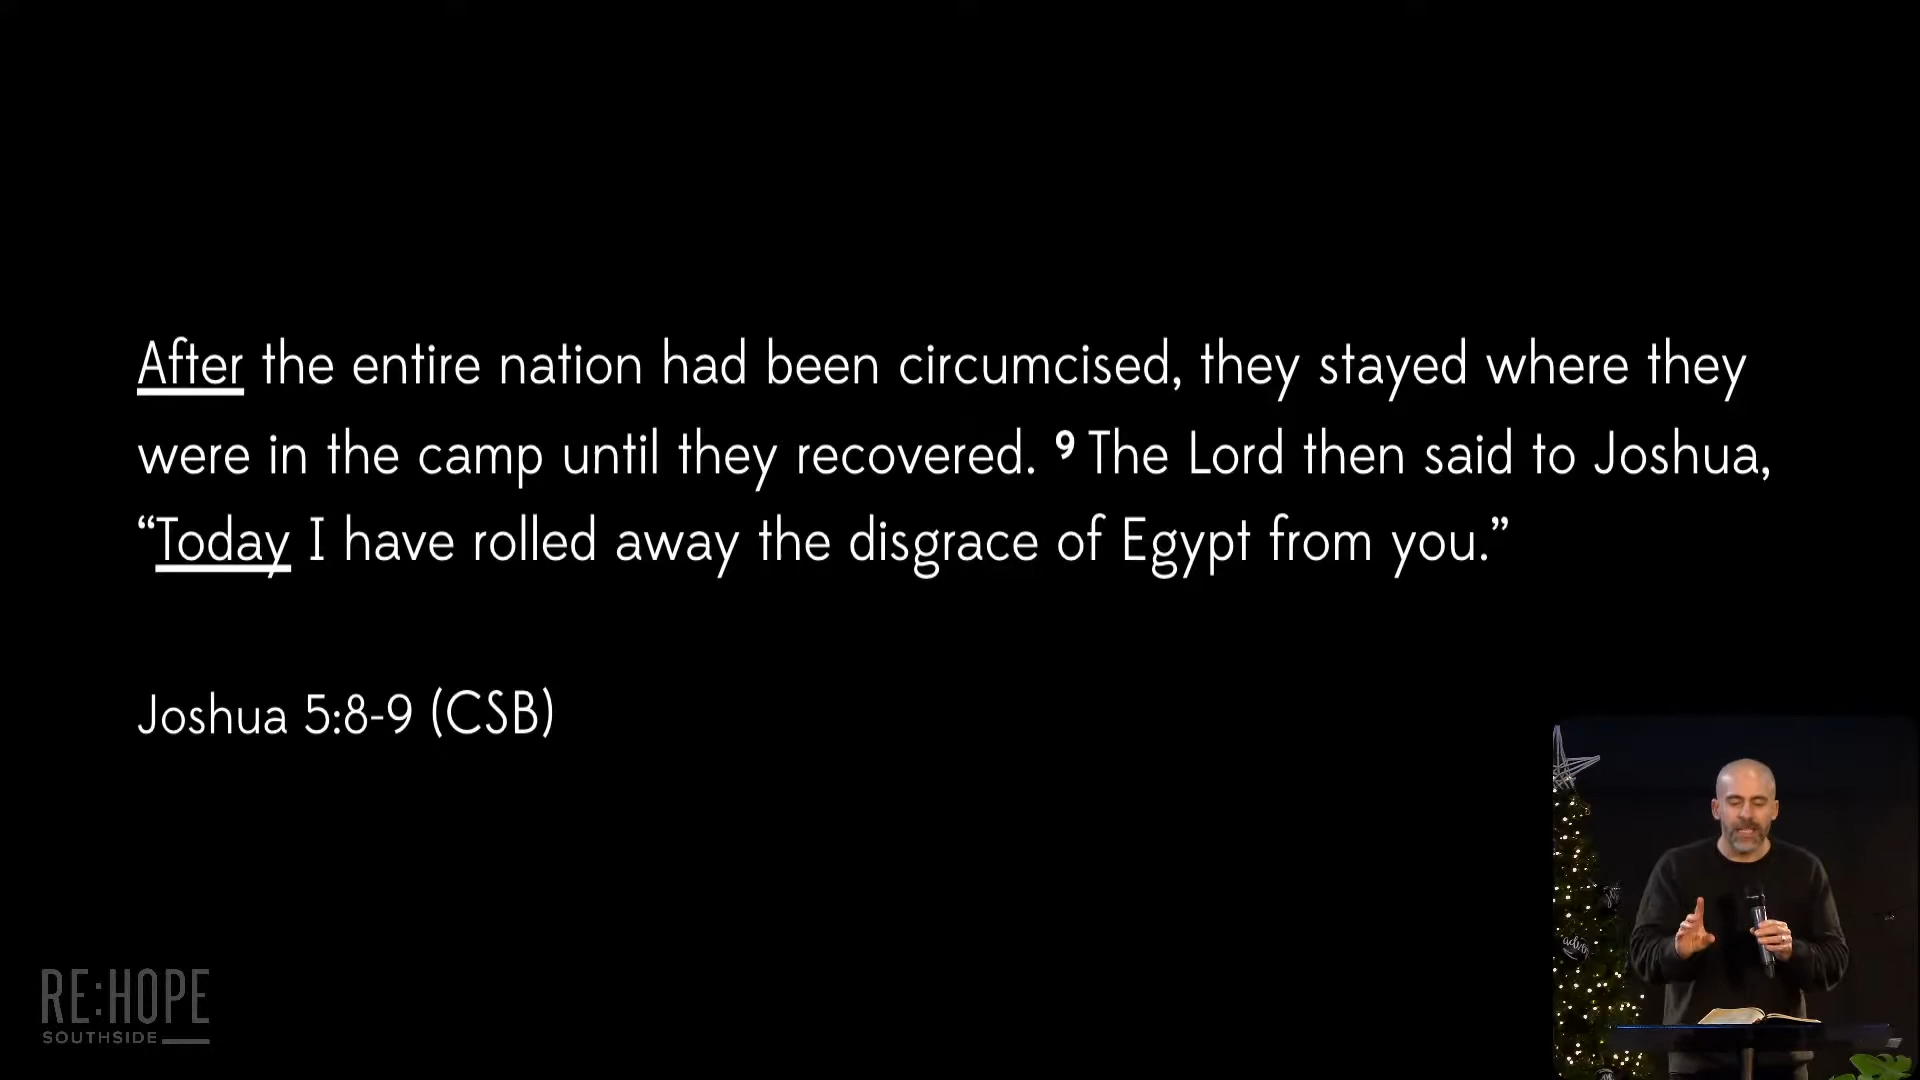 After the entire nation had been circumcised, they stayed where they
were in the camp until they recovered. 9 The Lord then said to Joshua,
“Today I have rolled away the disgrace of Egypt from you.”
Joshua 5:8-9 (CSB)
RE:HOPE
SOUTHSIDE